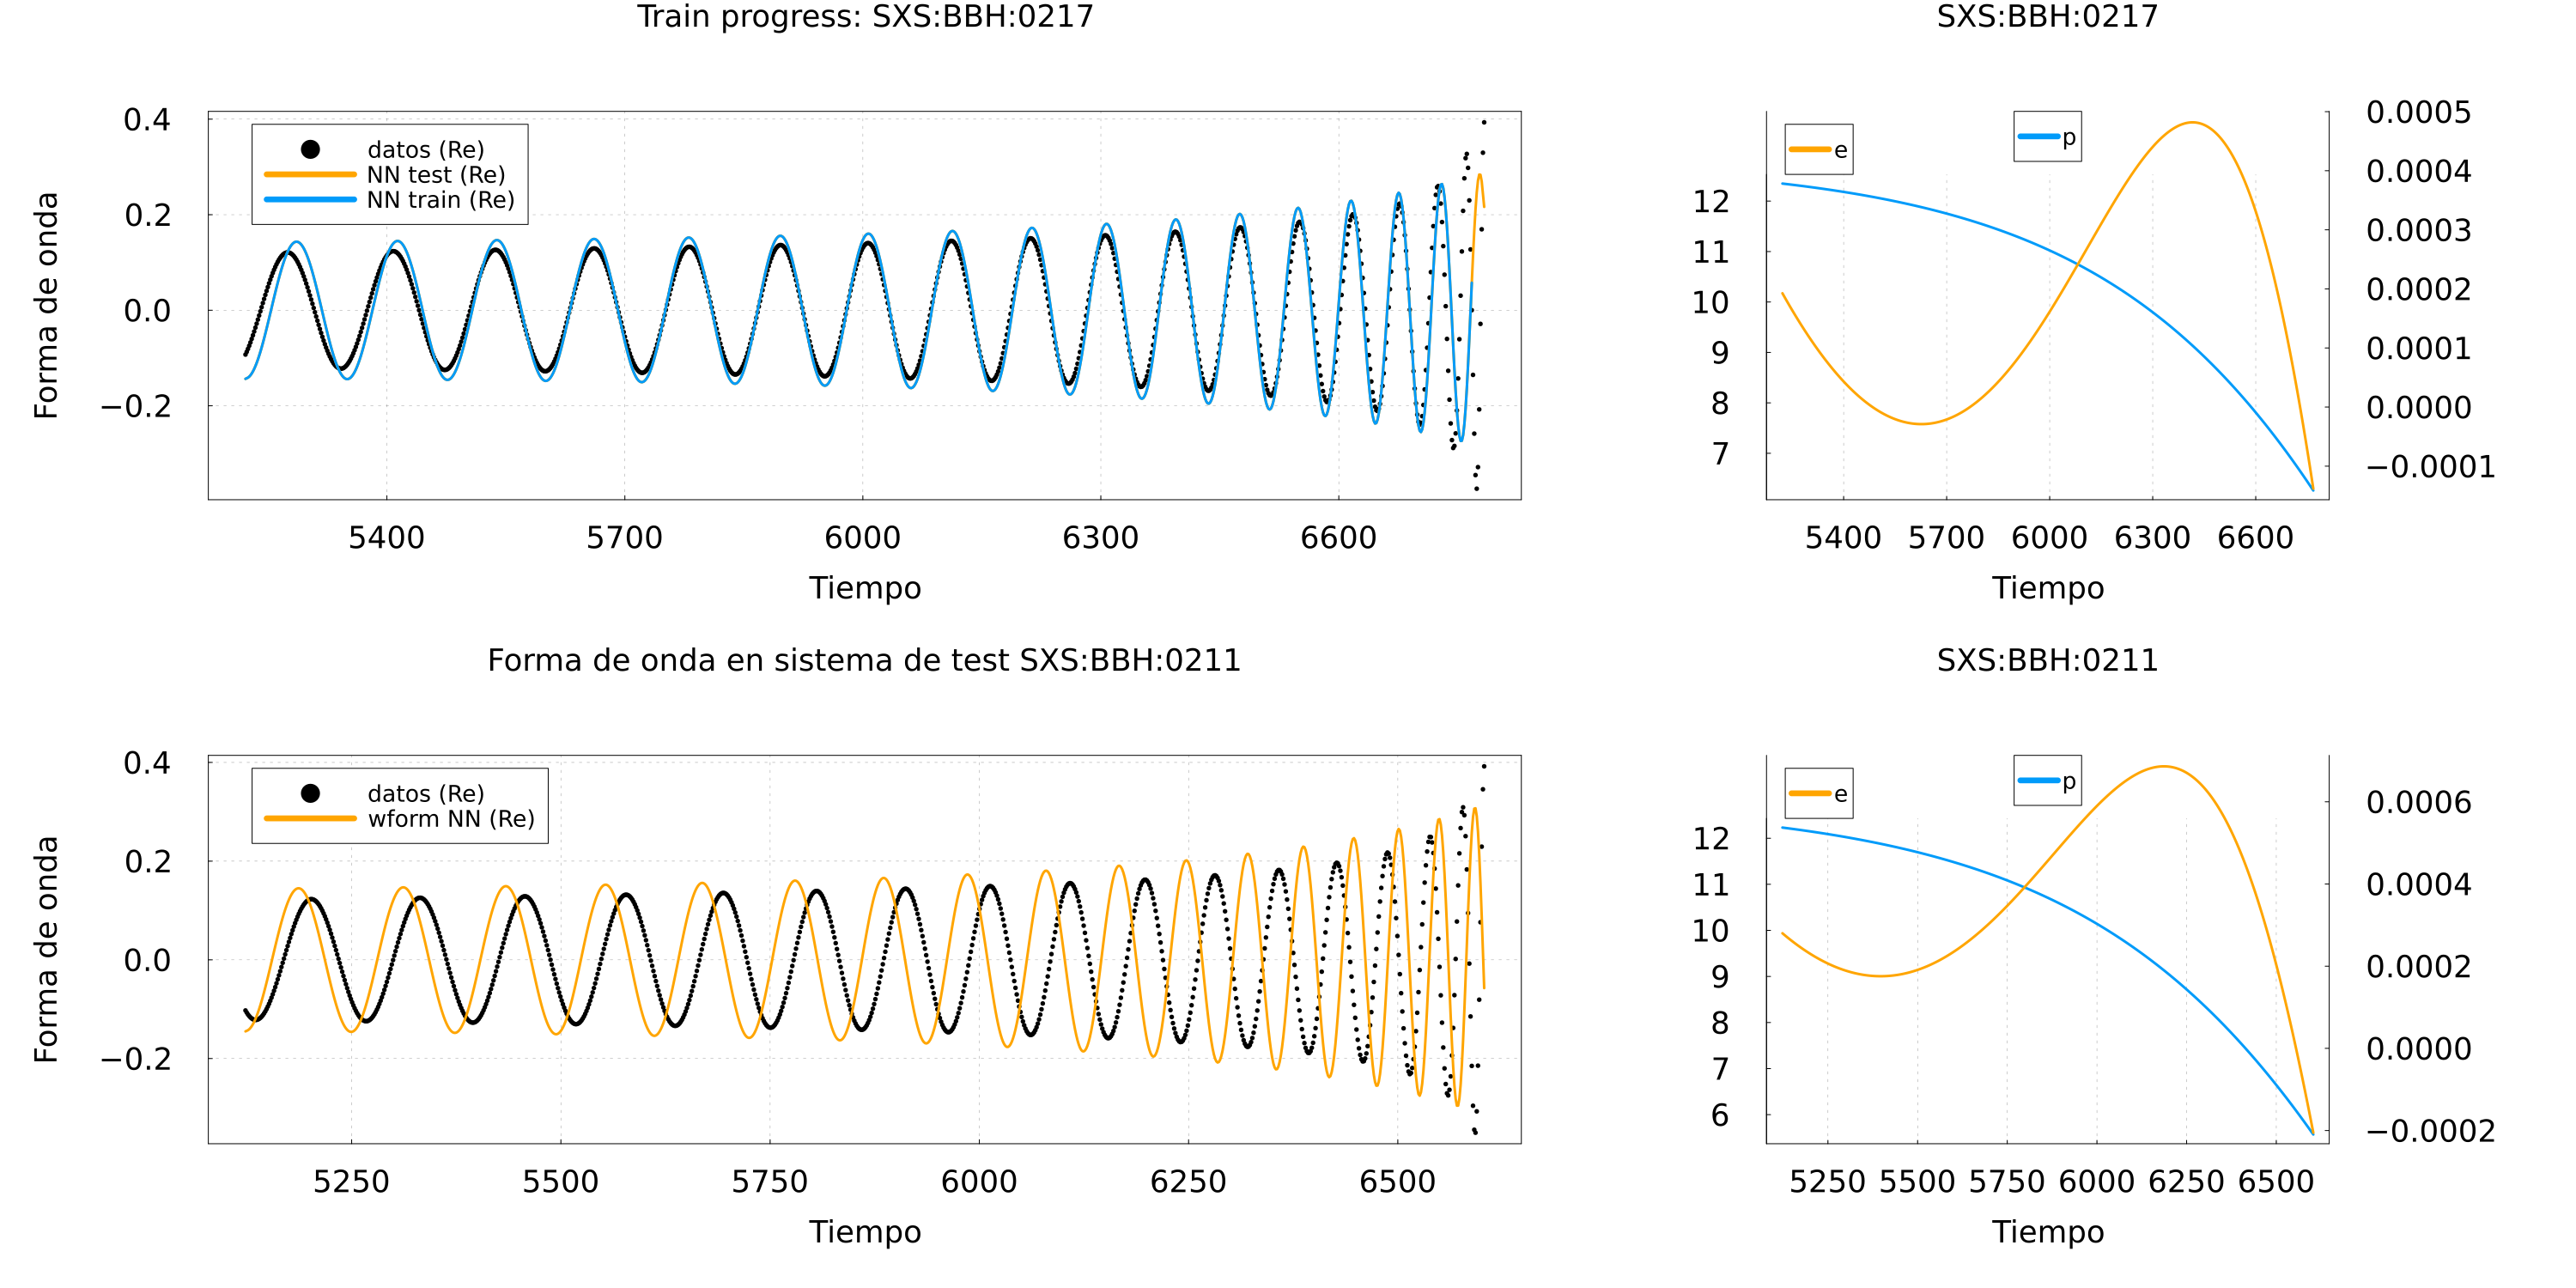 Train progress: SXS:BBH:0217
0.4
0.2
0.0
−0.2
Forma de onda
datos (Re)
NN test (Re)
NN train (Re)
5400 5700 6000 6300 6600
Tiempo
SXS:BBH:0217
e
p
12
11
10
9
8
7
0.0005
0.0004
0.0003
0.0002
0.0001
0.0000
−0.0001
5400 5700 6000 6300 6600
Tiempo
Forma de onda en sistema de test SXS:BBH:0211
0.4
0.2
0.0
−0.2
Forma de onda
datos (Re)
wform NN (Re)
5250 5500 5750 6000 6250 6500
Tiempo
SXS:BBH:0211
e
p
12
11
10
9
8
7
6
0.0006
0.0004
0.0002
0.0000
−0.0002
5250 5500 5750 6000 6250 6500
Tiempo